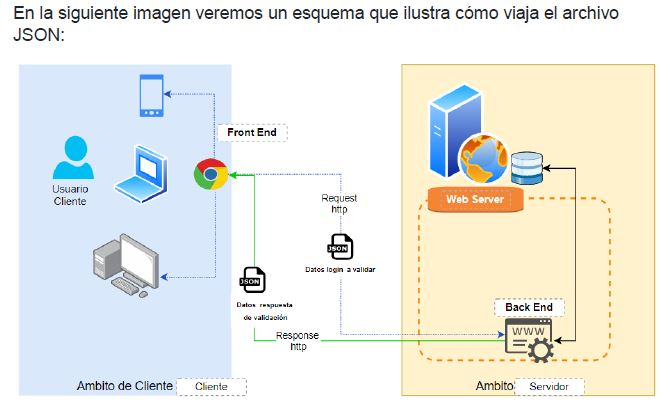 En la siguiente imagen veremos un esquema que ilustra cómo viaja el archivo
JSON:
Front End
Usuario
Cliente
Request
http
JSON
Datos login a validar
JSON
Datos respuesta
de validación
Response
http
Web Server
Back End
WWW
Ambito de Cliente
Cliente
Ambito
Servidor